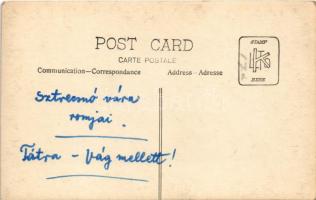 POST CARD
CARTE POSTALE
Communication—Correspondance
Address-Adresse
STAMP
HERE
Sztrecsnó vára
romjai.
Tátra - Vág mellett!